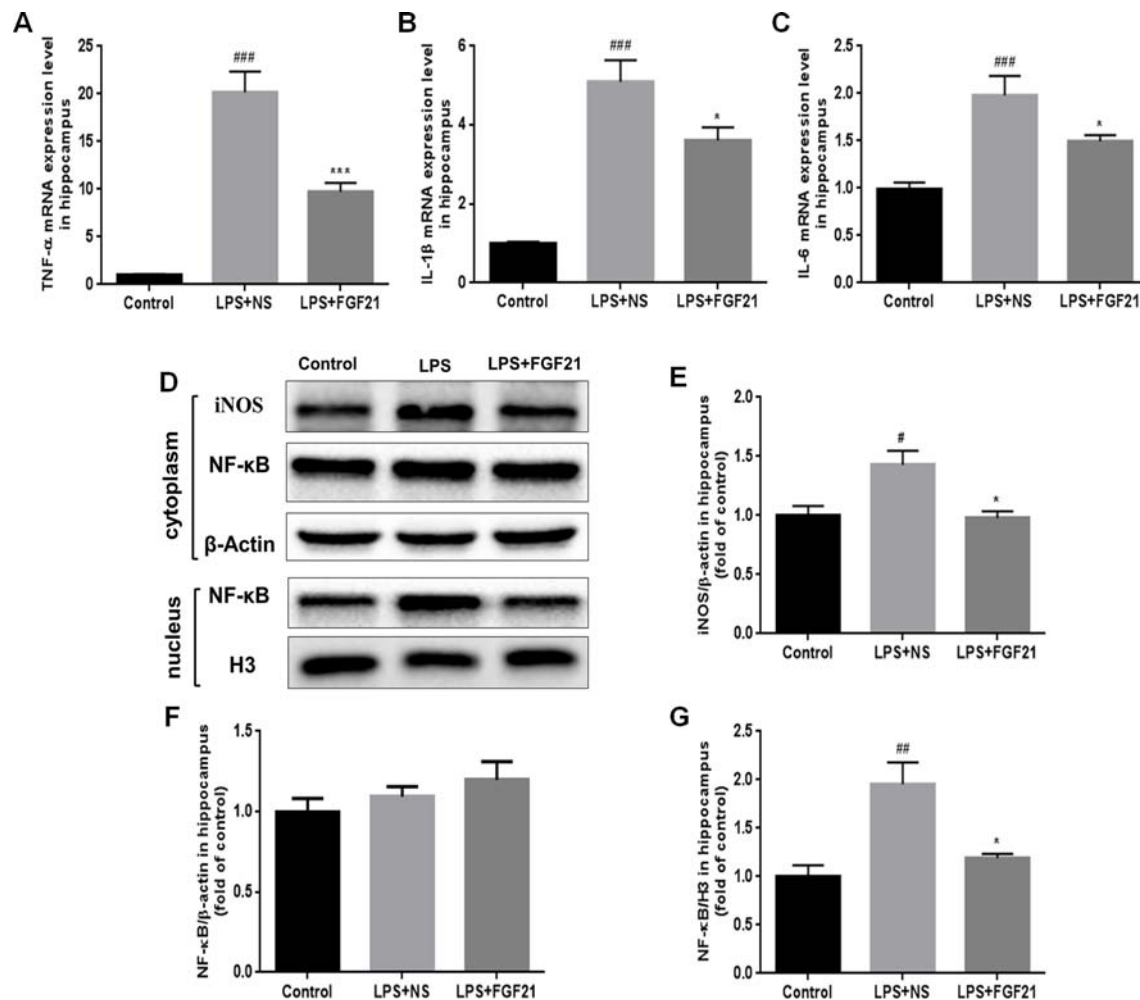 A
TNF-α mRNA expression level
in hippocampus
25
20
15
10
5
0
###
***
Control LPS+NS LPS+FGF21
B
IL-1β mRNA expression level
in hippocampus
6
4
2
0
###
*
Control LPS+NS LPS+FGF21
C
IL-6 mRNA expression level
in hippocampus
2.5
2.0
1.5
1.0
0.5
0.0
###
*
Control LPS+NS LPS+FGF21
D
Control LPS LPS+FGF21
cytoplasm
iNOS
NF-κB
β-Actin
nucleus
NF-κB
H3
E
iNOS/β-actin in hippocampus
(fold of control)
2.0
1.5
1.0
0.5
0.0
#
*
Control LPS+NS LPS+FGF21
F
NF-κB/β-actin in hippocampus
(fold of control)
1.5
1.0
0.5
0.0
Control LPS+NS LPS+FGF21
G
NF-κB/H3 in hippocampus
(fold of control)
2.5
2.0
1.5
1.0
0.5
0.0
##
*
Control LPS+NS LPS+FGF21